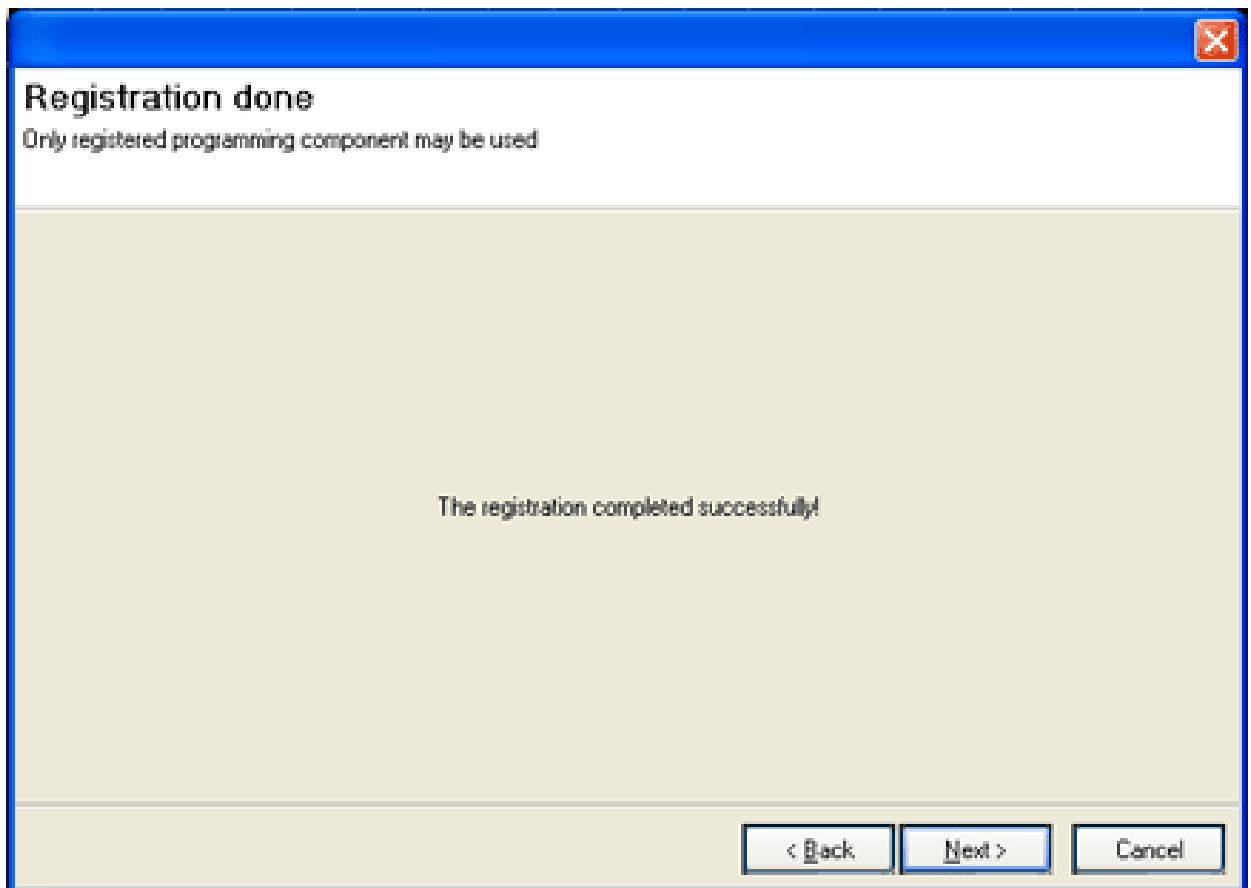 Registration done
Only registered programming component may be used
The registration completed successfully!
< Back
Next >
Cancel